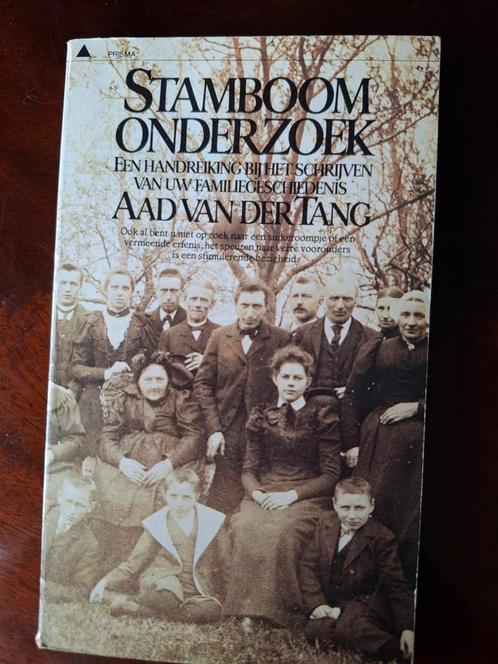 PRISMA
STAMBOOM
ONDERZOEK
EEN HANDREIKING BIJ HET SCHRIJVEN
VAN UW FAMILIEGESCHIEDENIS
AAD VAN DER TANG
Ook al bent u niet op zoek naar een suikeroompje of een
vermeende erfenis, het speuren naar verre voorouders
is een stimulerende bezigheid.